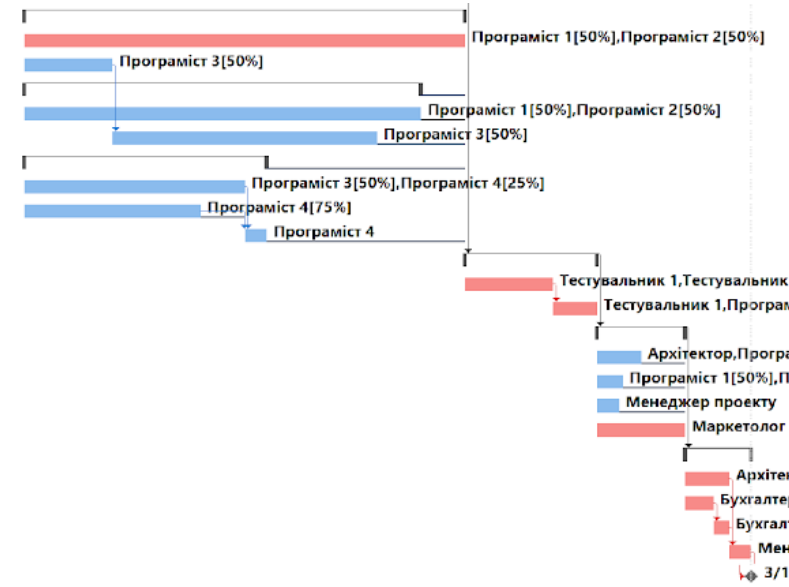 Програміст 1[50%],Програміст 2[50%]
Програміст 3[50%]
Програміст 1[50%],Програміст 2[50%]
Програміст 3[50%]
Програміст 3[50%],Програміст 4[25%]
Програміст 4[75%]
Програміст 4
Тестувальник 1,Тестувальник
Тестувальник 1,Програм
Архітектор,Програ
Програміст 1[50%],П
Менеджер проекту
Маркетолог
Архітек
Бухгалтер
Бухгалт
Мен
3/1